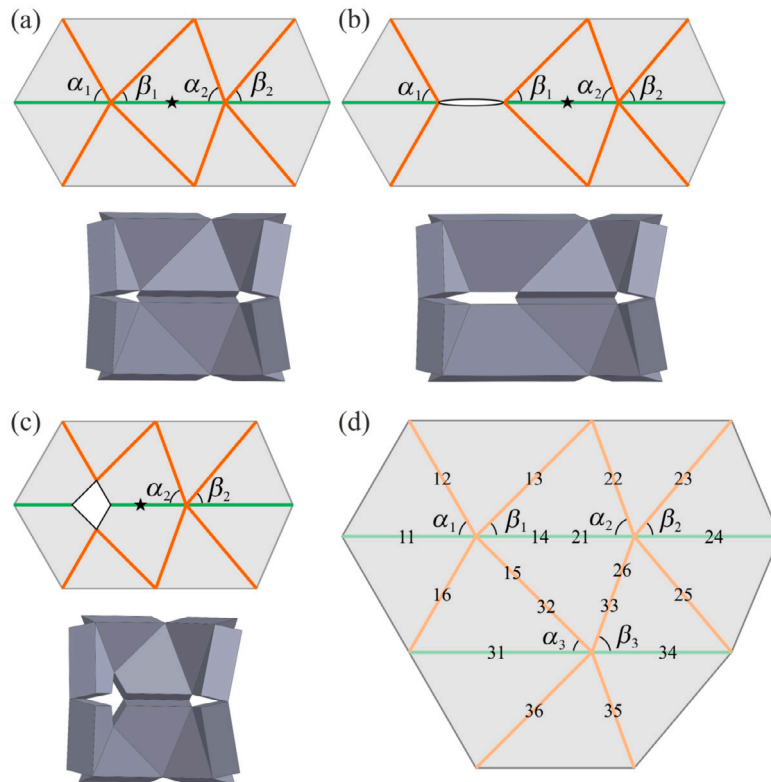 (a)
α₁ β₁ α₂ β₂
(b)
α₁ β₁ α₂ β₂
(c)
α₂ β₂
(d)
12 13 22 23
α₁ β₁ α₂ β₂
11 14 21 24
16 15 26 25
32 33
α₃ β₃
31 34
36 35